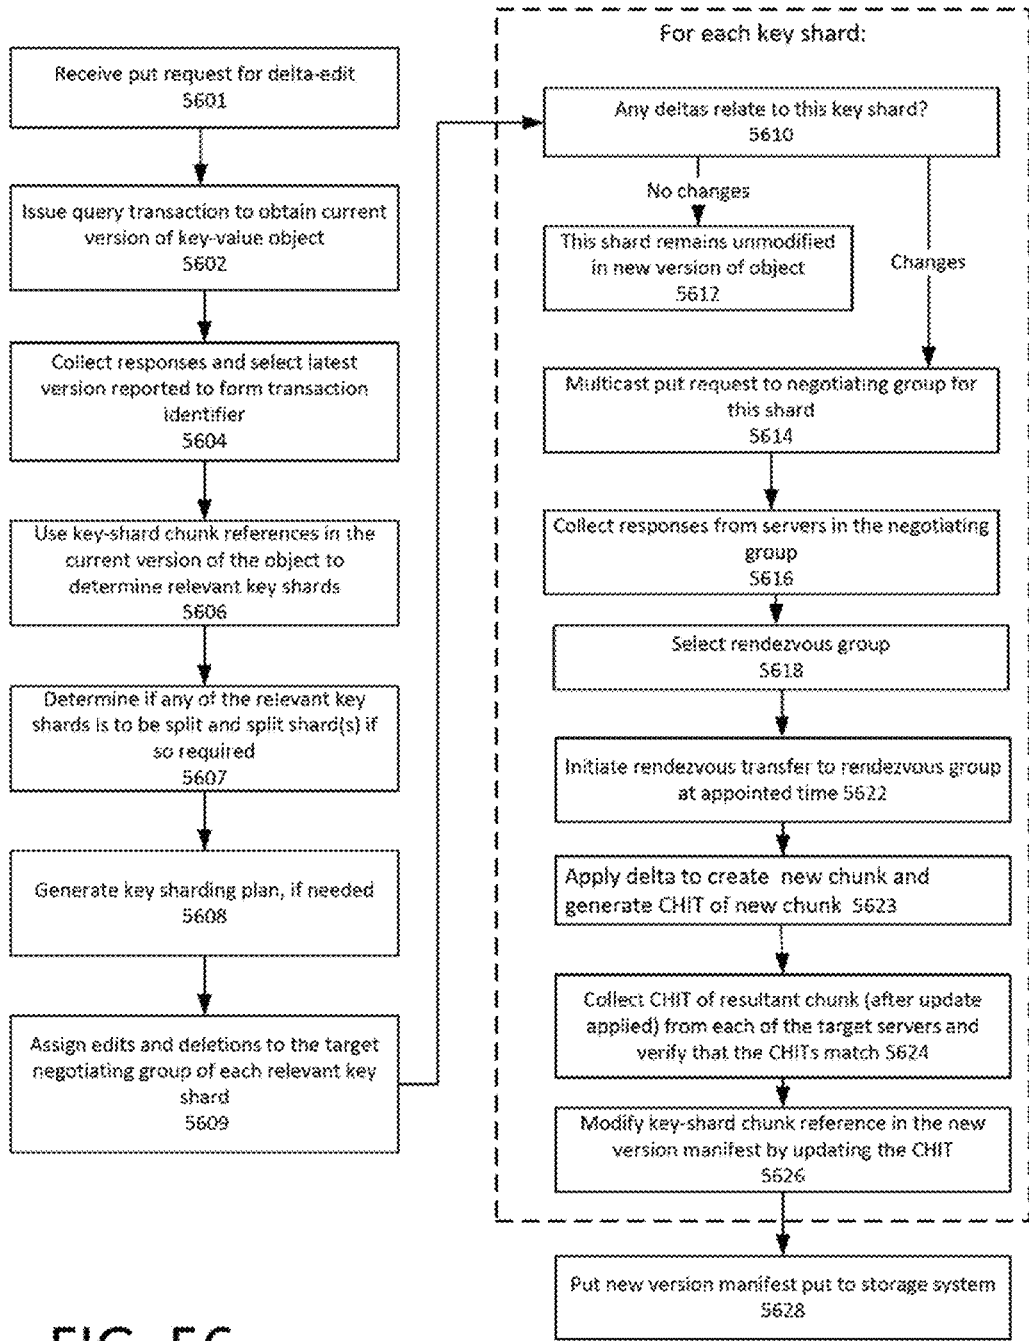 Receive put request for delta-edit
5601
Issue query transaction to obtain current
version of key-value object
5602
Collect responses and select latest
version reported to form transaction
identifier
5604
Use key-shard chunk references in the
current version of the object to
determine relevant key shards
5606
Determine if any of the relevant key
shards is to be split and split shard(s) if
so required
5607
Generate key sharding plan, if needed
5608
Assign edits and deletions to the target
negotiating group of each relevant key
shard
5609
For each key shard:
Any deltas relate to this key shard?
5610
No changes
This shard remains unmodified
in new version of object
5612
Changes
Multicast put request to negotiating group for
this shard
5614
Collect responses from servers in the negotiating
group
5616
Select rendezvous group
5618
Initiate rendezvous transfer to rendezvous group
at appointed time 5622
Apply delta to create new chunk and
generate CHIT of new chunk 5623
Collect CHIT of resultant chunk (after update
applied) from each of the target servers and
verify that the CHITs match 5624
Modify key-shard chunk reference in the new
version manifest by updating the CHIT
5626
Put new version manifest put to storage system
5628
FIG. 56